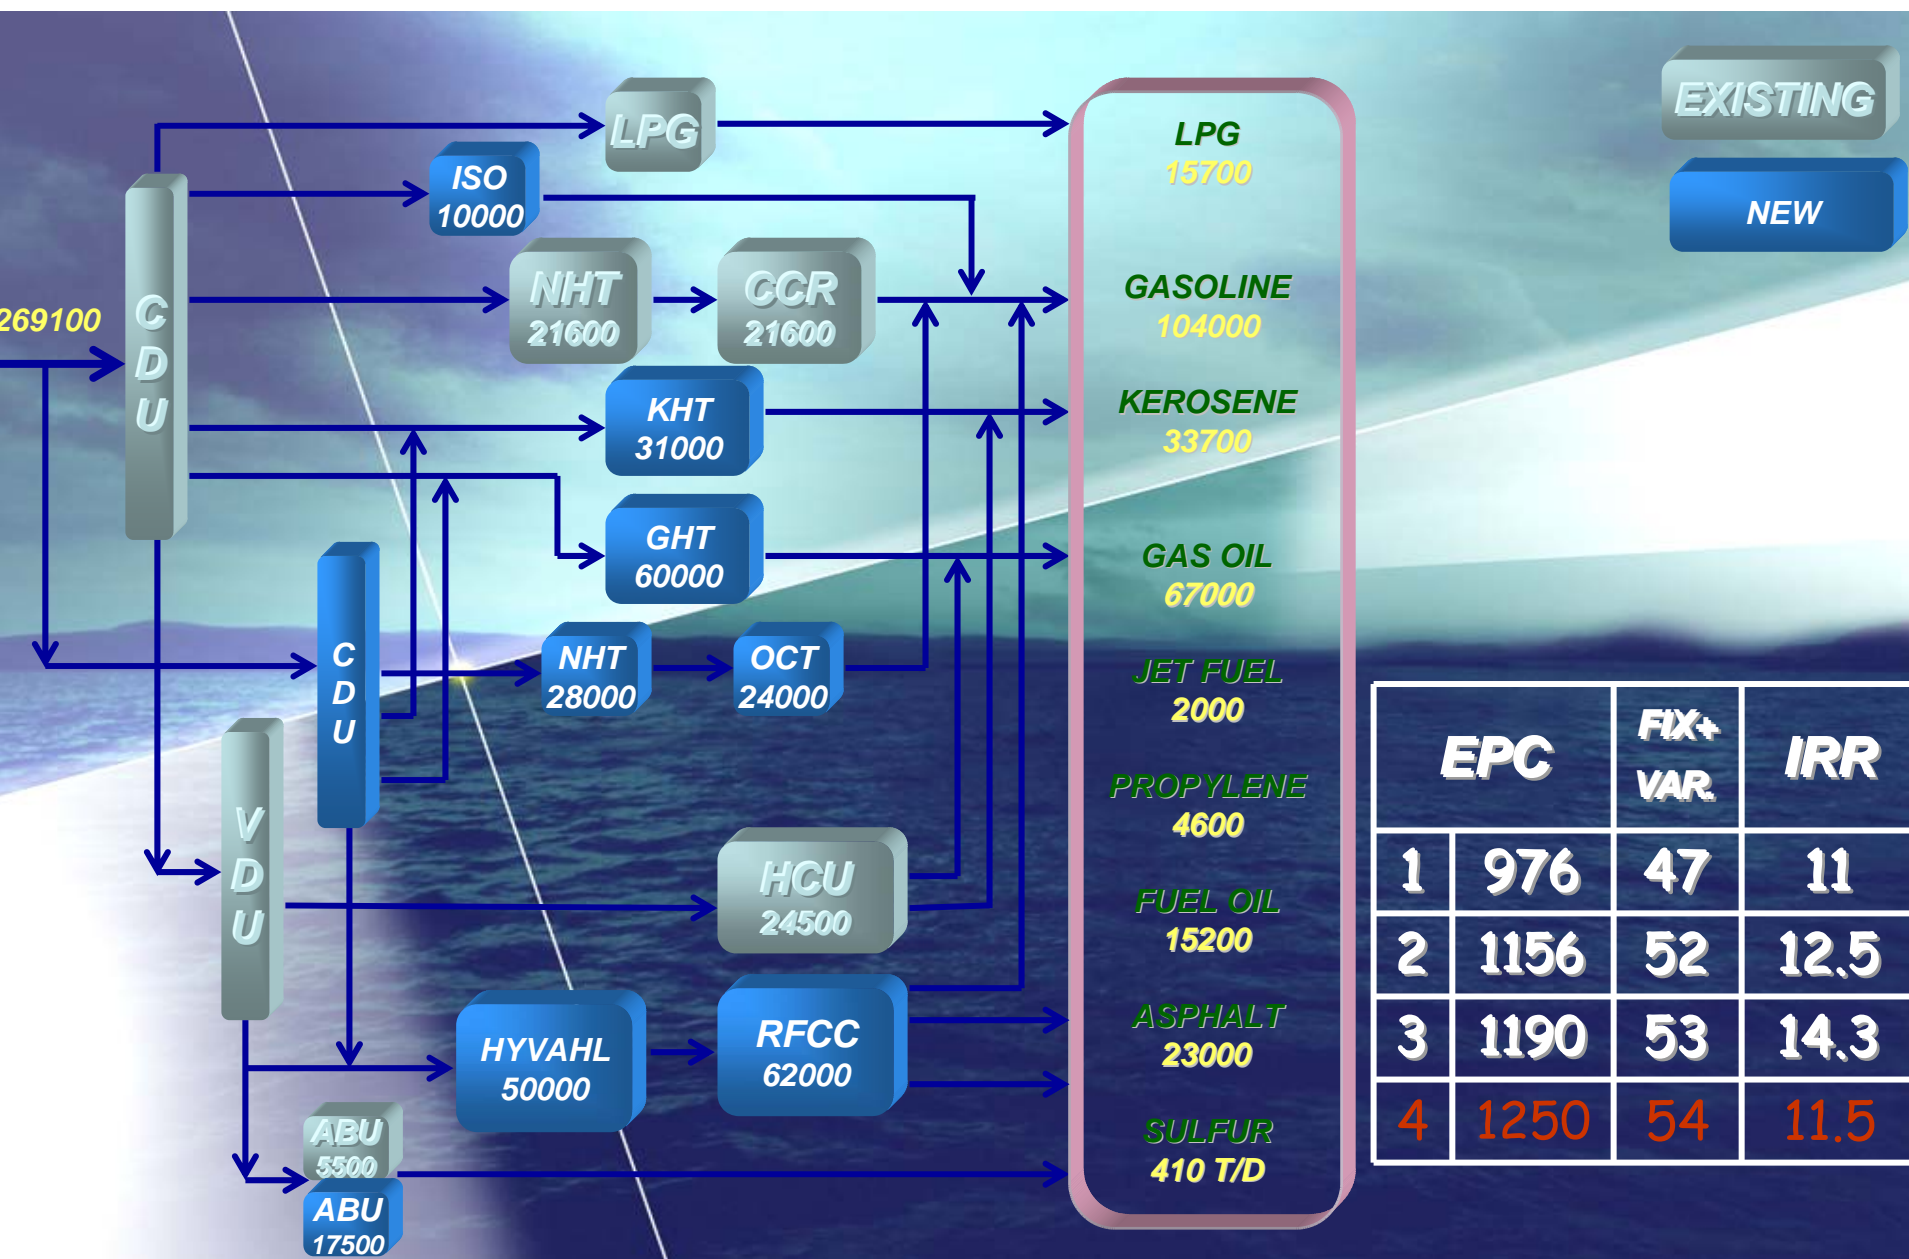 EXISTING
NEW
269100
C
D
U
LPG
ISO
10000
NHT
21600
CCR
21600
KHT
31000
GHT
60000
C
D
U
NHT
28000
OCT
24000
V
D
U
HCU
24500
HYVAHL
50000
RFCC
62000
ABU
5500
ABU
17500
LPG
15700
GASOLINE
104000
KEROSENE
33700
GAS OIL
67000
JET FUEL
2000
PROPYLENE
4600
FUEL OIL
15200
ASPHALT
23000
SULFUR
410 T/D
EPC FIX+ VAR. IRR
1 976 47 11
2 1156 52 12.5
3 1190 53 14.3
4 1250 54 11.5